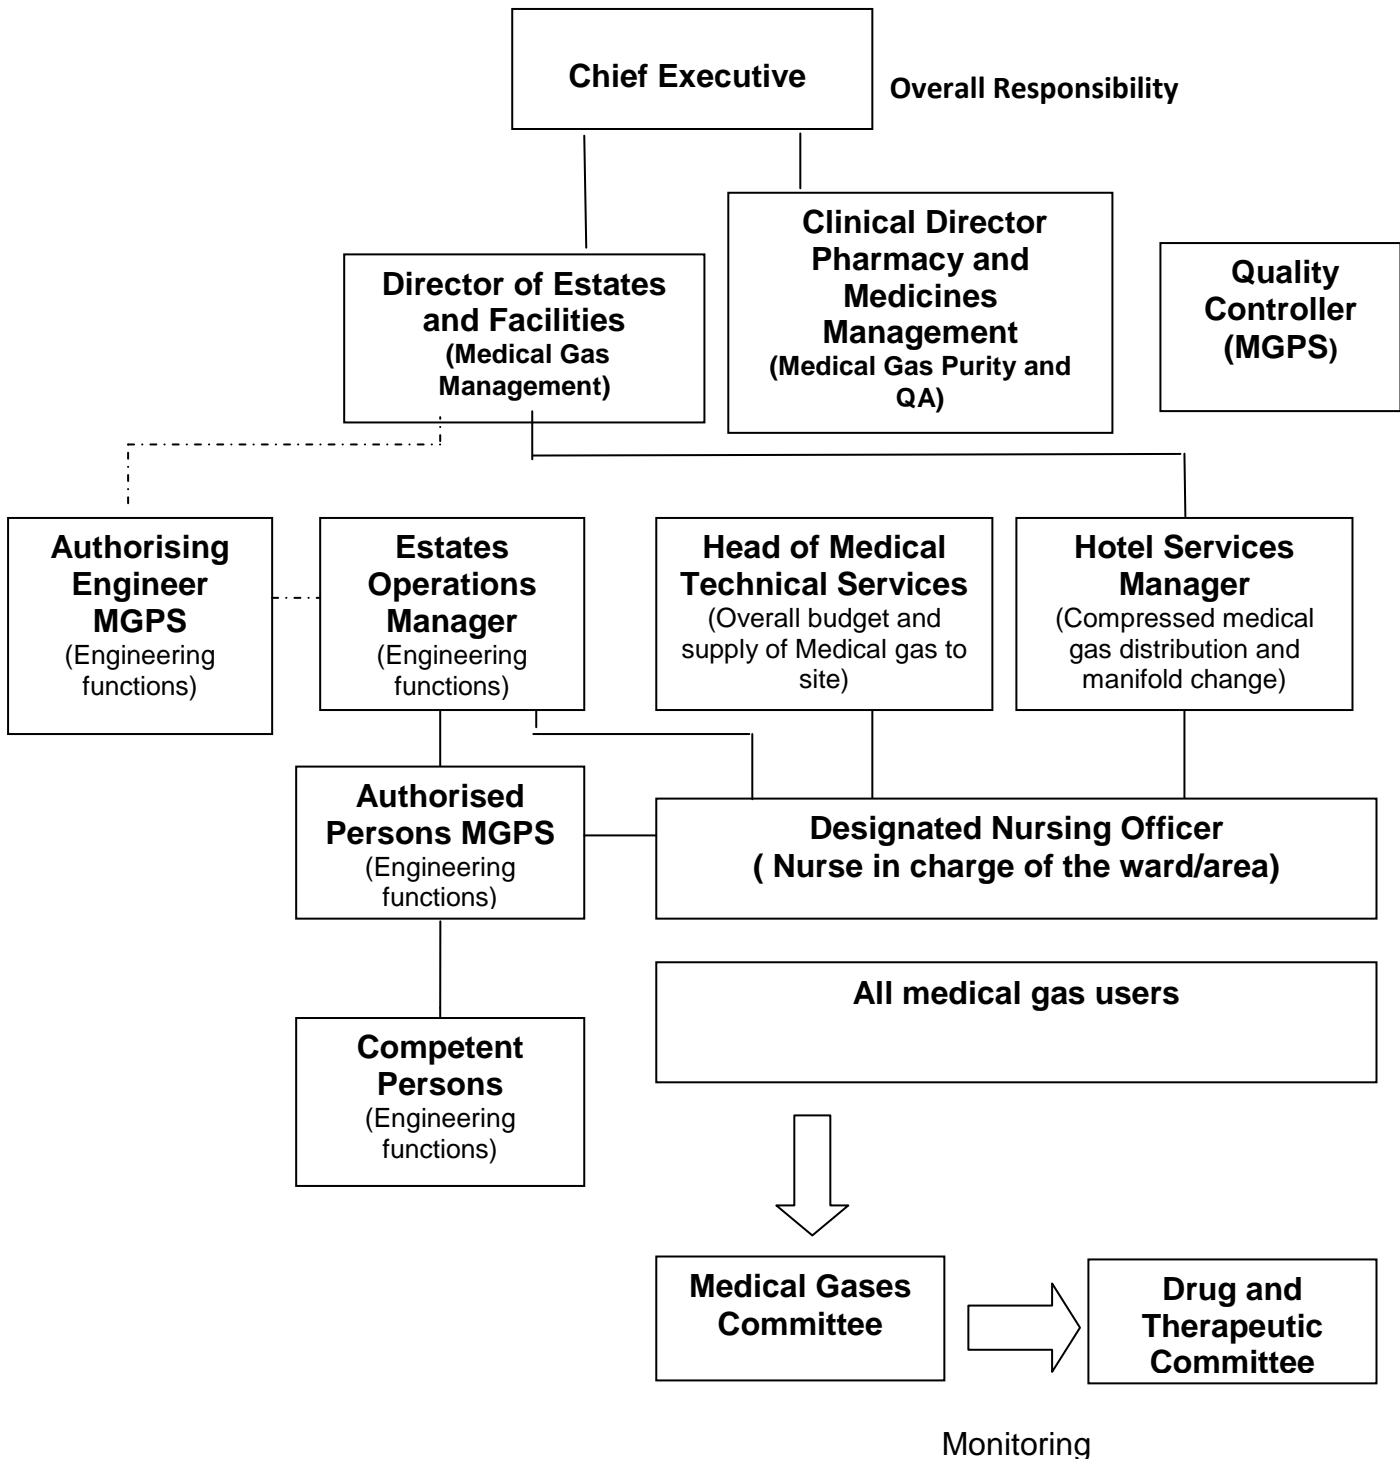 Chief Executive
Overall Responsibility
Clinical Director
Pharmacy and
Medicines
Management
(Medical Gas Purity and
QA)
Quality
Controller
(MGPS)
Director of Estates
and Facilities
(Medical Gas
Management)
Authorising
Engineer
MGPS
(Engineering
functions)
Estates
Operations
Manager
(Engineering
functions)
Head of Medical
Technical Services
(Overall budget and
supply of Medical gas to
site)
Hotel Services
Manager
(Compressed medical
gas distribution and
manifold change)
Authorised
Persons MGPS
(Engineering
functions)
Designated Nursing Officer
( Nurse in charge of the ward/area)
All medical gas users
Competent
Persons
(Engineering
functions)
Medical Gases
Committee
Drug and
Therapeutic
Committee
Monitoring